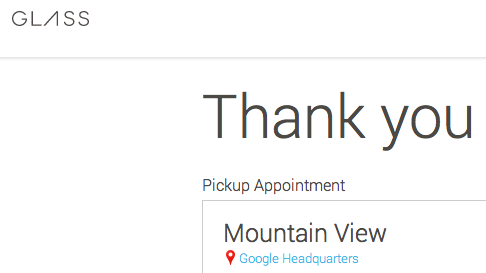 GLASS
Thank you
Pickup Appointment
Mountain View
Google Headquarters